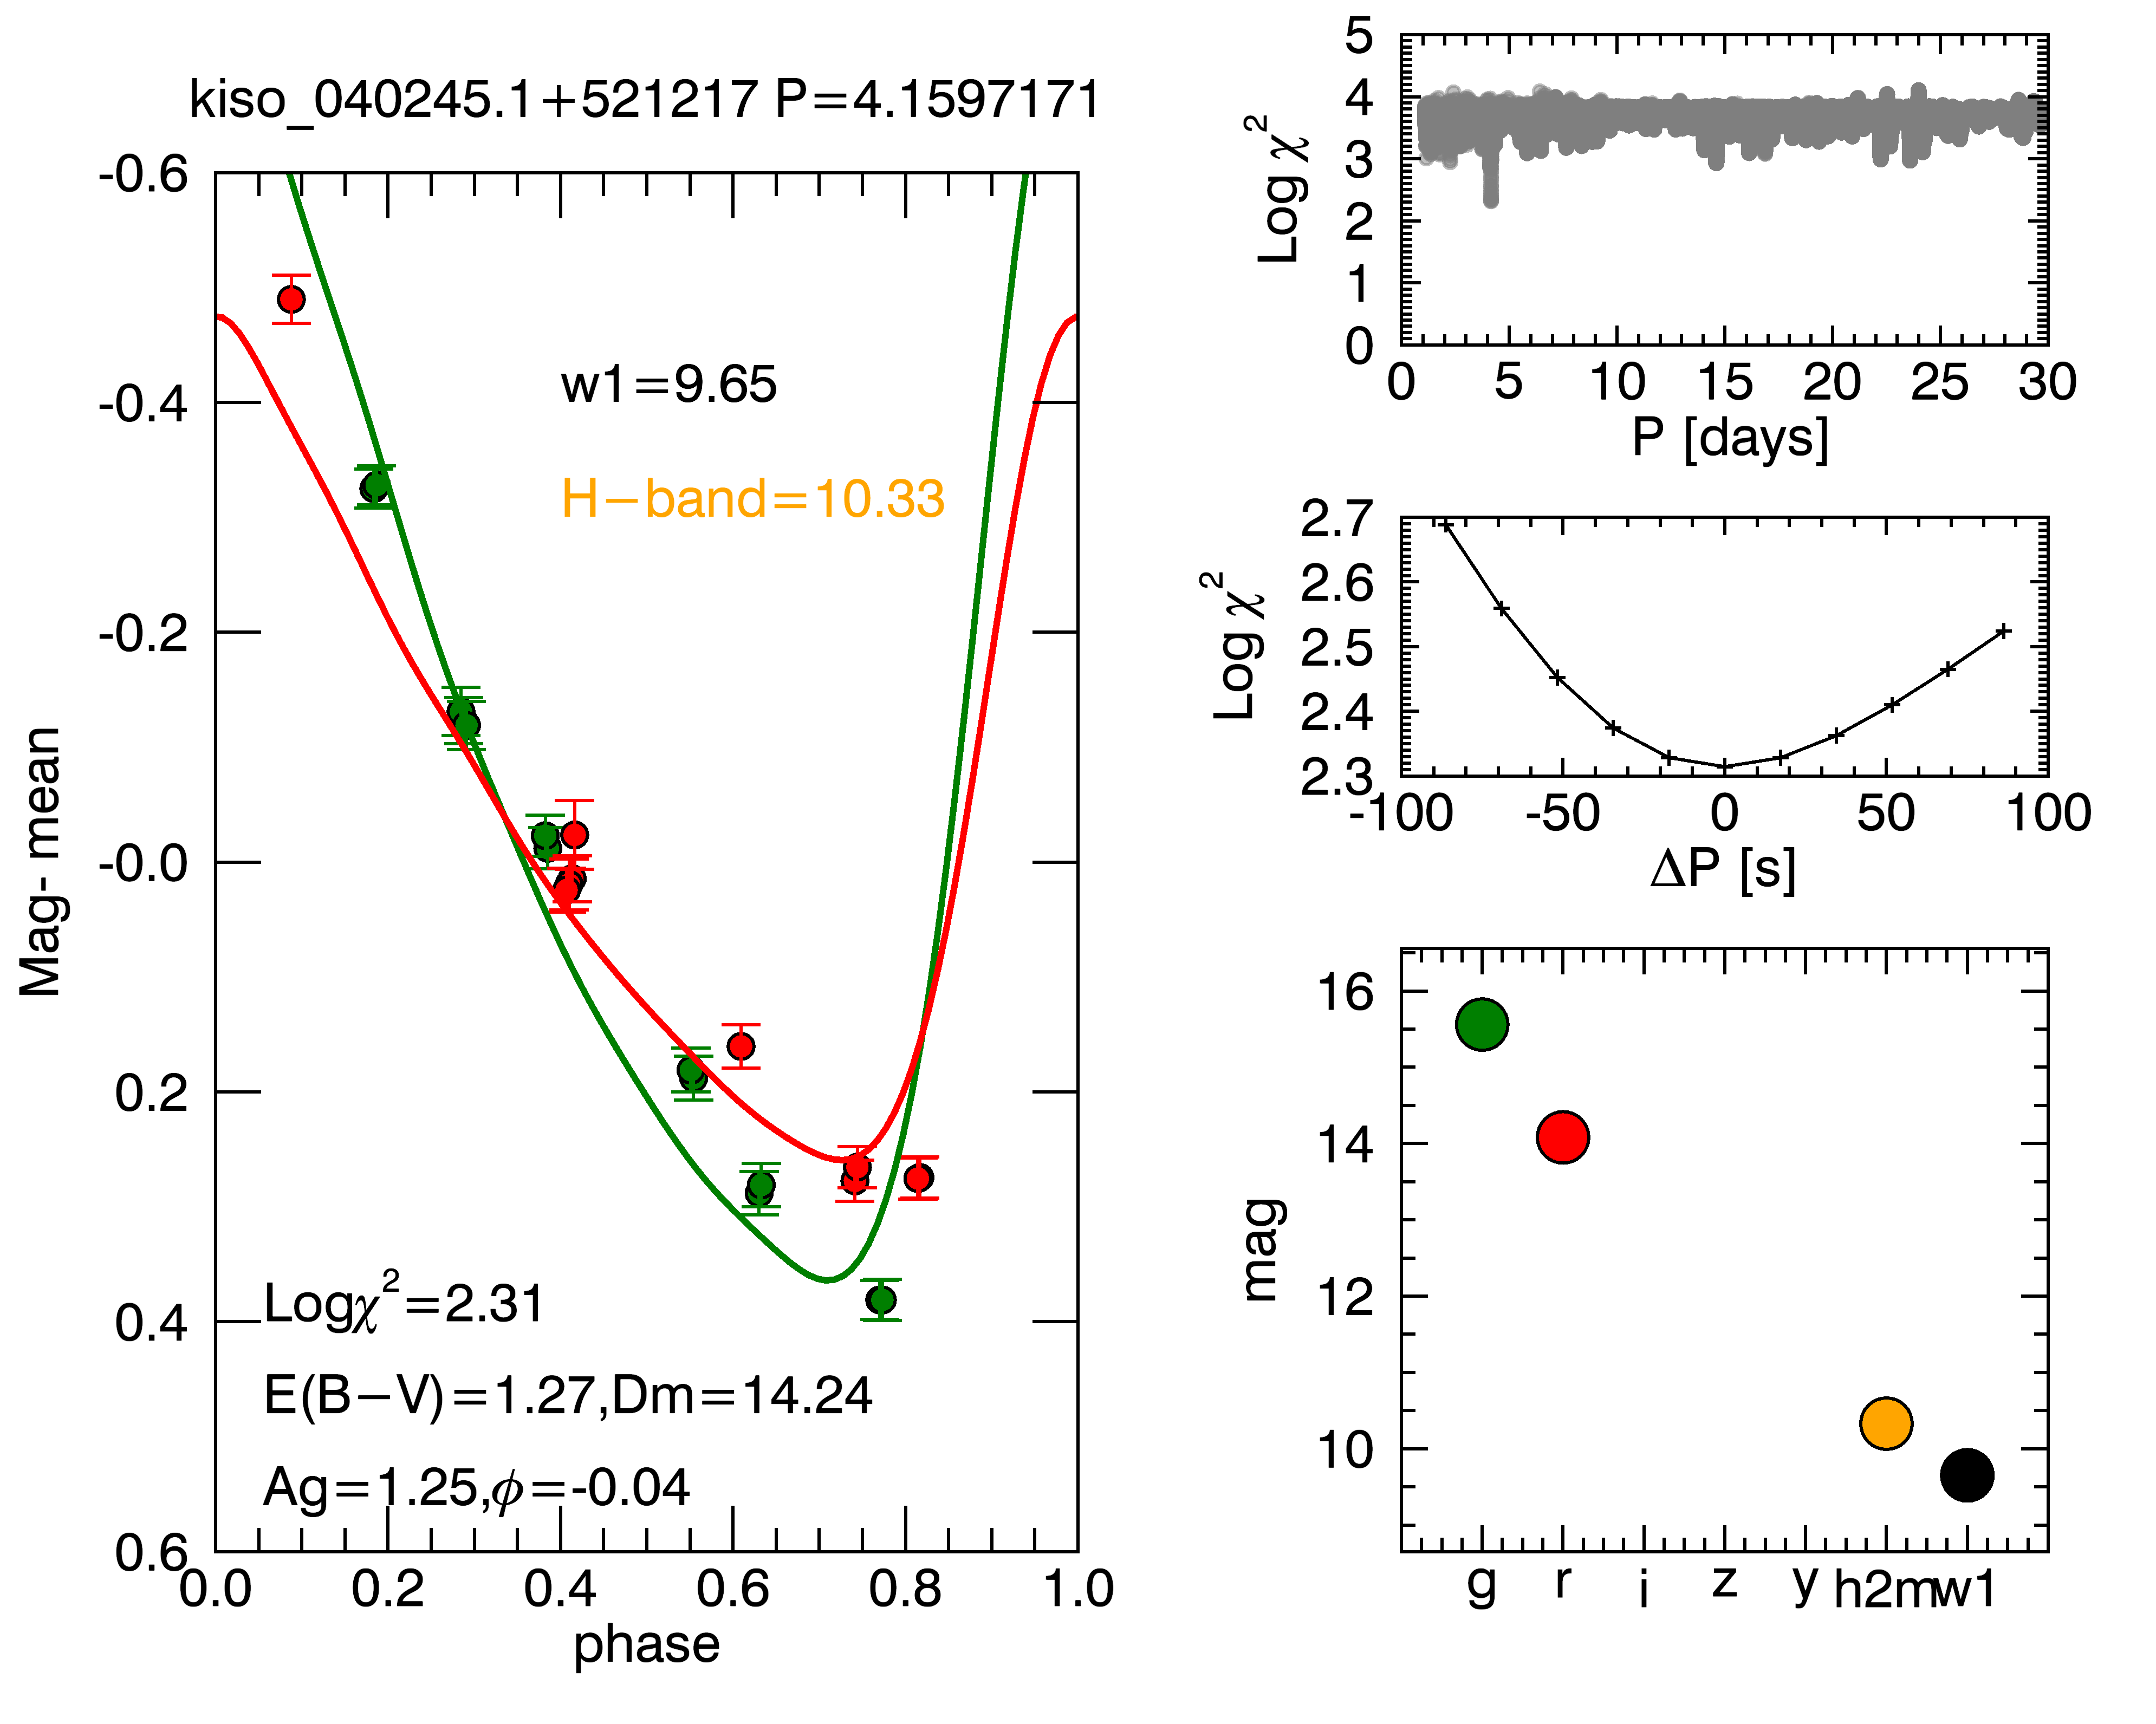 kiso_040245.1+521217 P=4.1597171
-0.6
-0.4
-0.2
-0.0
0.2
0.4
0.6
Mag- mean
w1=9.65
H−band=10.33
Logχ²=2.31
E(B−V)=1.27,Dm=14.24
Ag=1.25,ϕ=-0.04
0.0 0.2 0.4 0.6 0.8 1.0
phase
5
4
3
2
1
0
Log χ²
0 5 10 15 20 25 30
P [days]
2.7
2.6
2.5
2.4
2.3
Log χ²
-100 -50 0 50 100
ΔP [s]
16
14
12
10
mag
g r i z y h2mw1